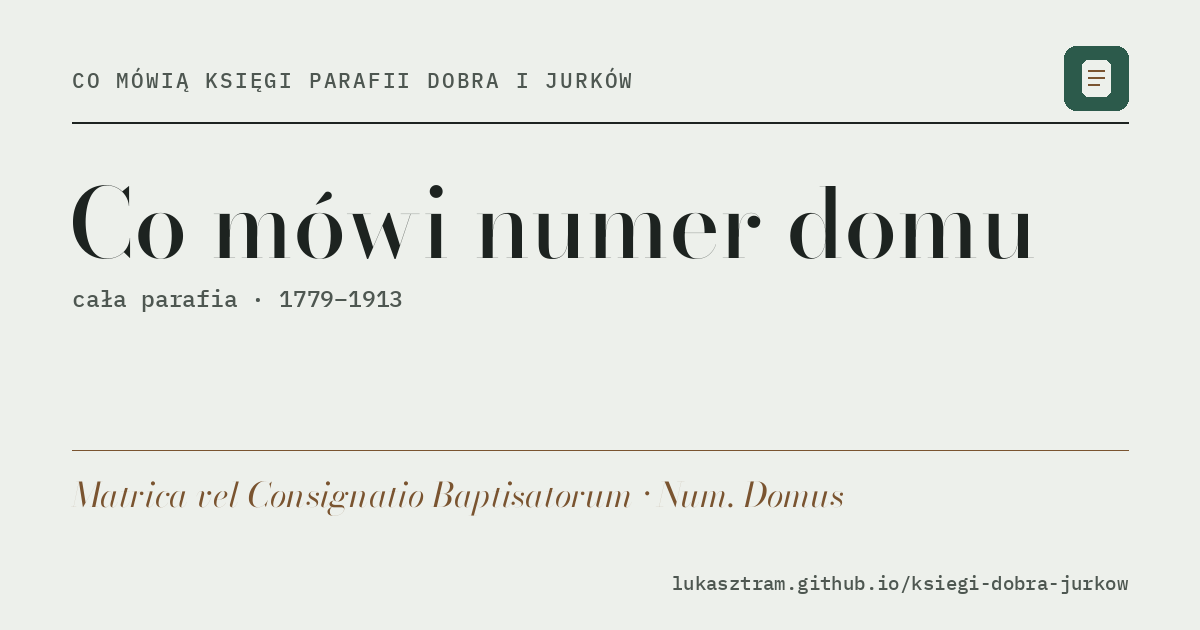 CO MÓWIĄ KSIĘGI PARAFII DOBRA I JURKÓW
Co mówi numer domu
cała parafia · 1779–1913
Matrica vel Consignatio Baptisatorum · Num. Domus
lukasztram.github.io/ksiegi-dobra-jurkow